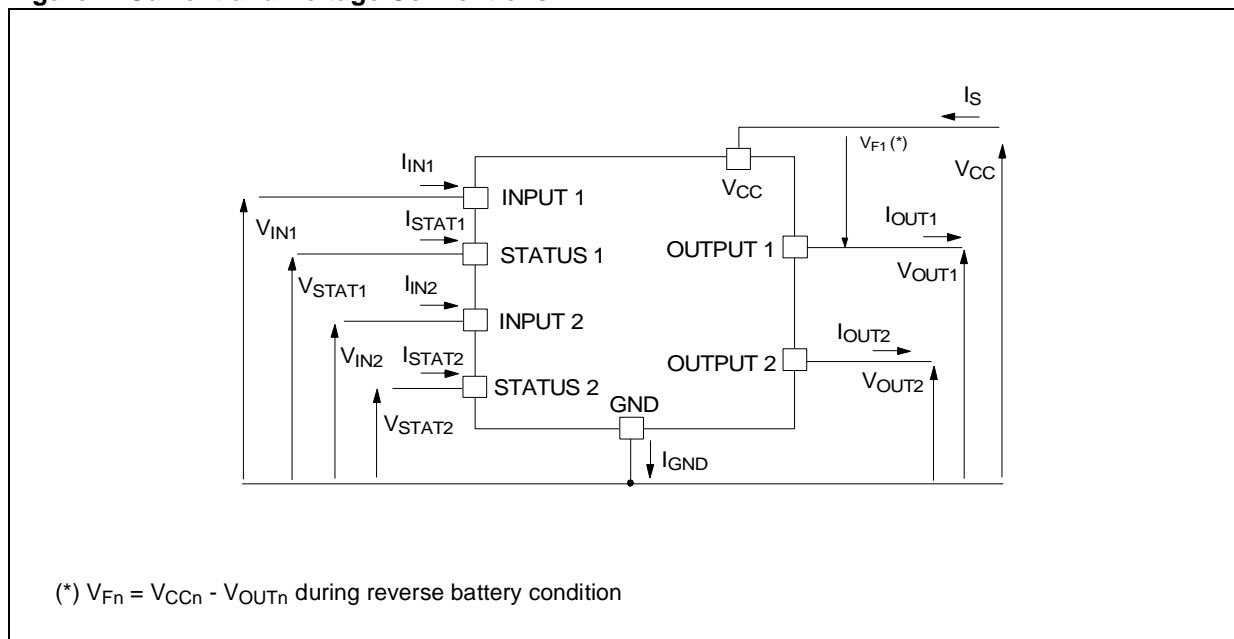 IS
VF1 (*)
VCC
VCC
IIN1
INPUT 1
VIN1
IOUT1
ISTAT1
OUTPUT 1
STATUS 1
VOUT1
VSTAT1
IIN2
INPUT 2
VIN2
IOUT2
ISTAT2
OUTPUT 2
STATUS 2
VOUT2
GND
VSTAT2
IGND
(*) VFn = VCCn - VOUTn during reverse battery condition